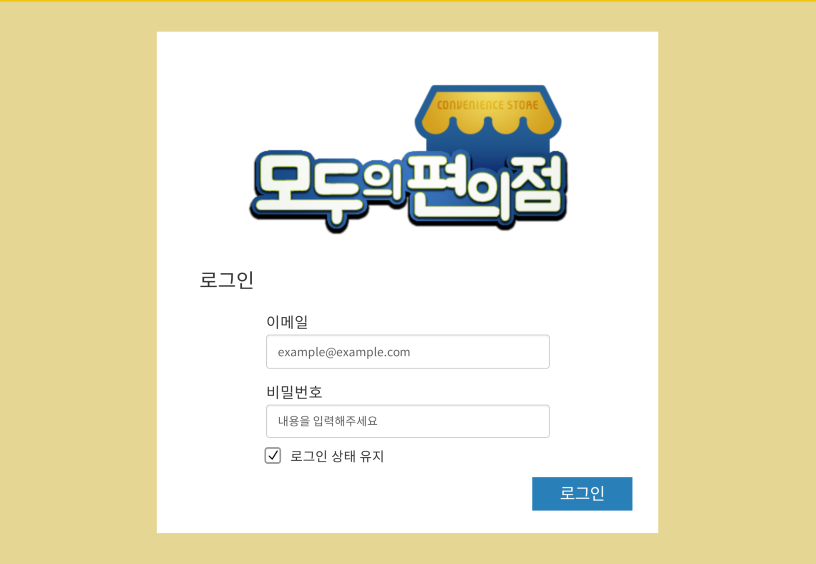 CONVENIENCE STORE
모두의편이점
로그인
이메일
example@example.com
비밀번호
내용을 입력해주세요
로그인 상태 유지
로그인